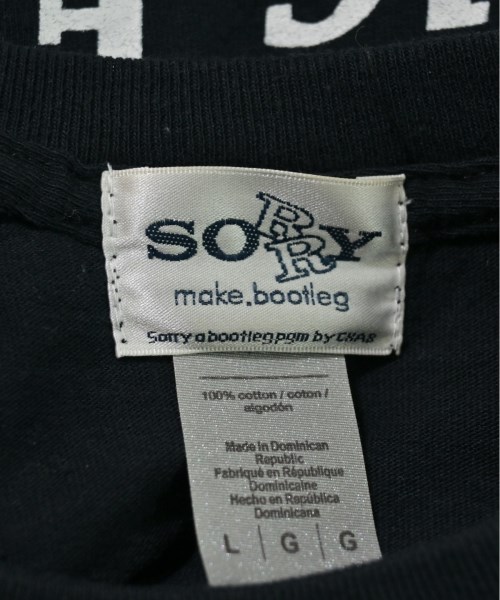 SORRY
make.bootleg
Sorry a bootleg pgm by CXAB
100% cotton / coton /
algodón
Made in Dominican
Republic
Fabriqué en République
Dominicaine
Hecho en República
Dominicana
L | G | G